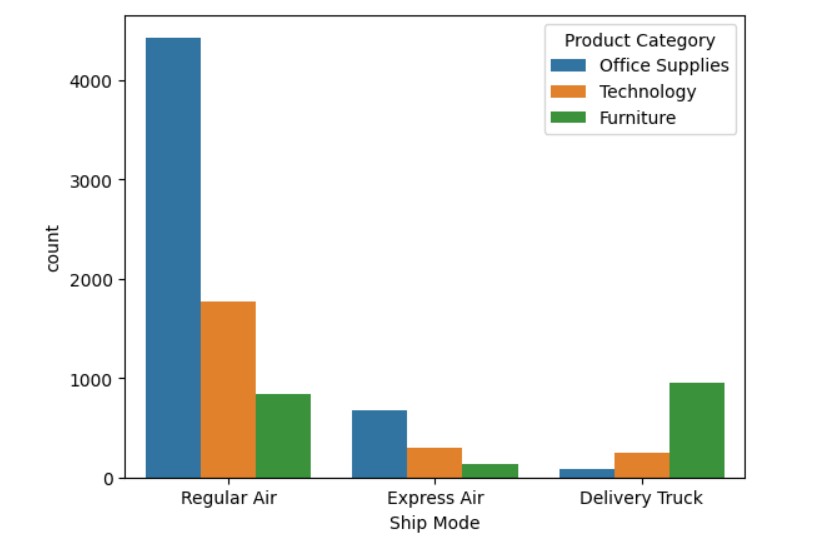 Product Category
Office Supplies
Technology
Furniture
4000
3000
2000
1000
0
count
Regular Air
Express Air
Delivery Truck
Ship Mode